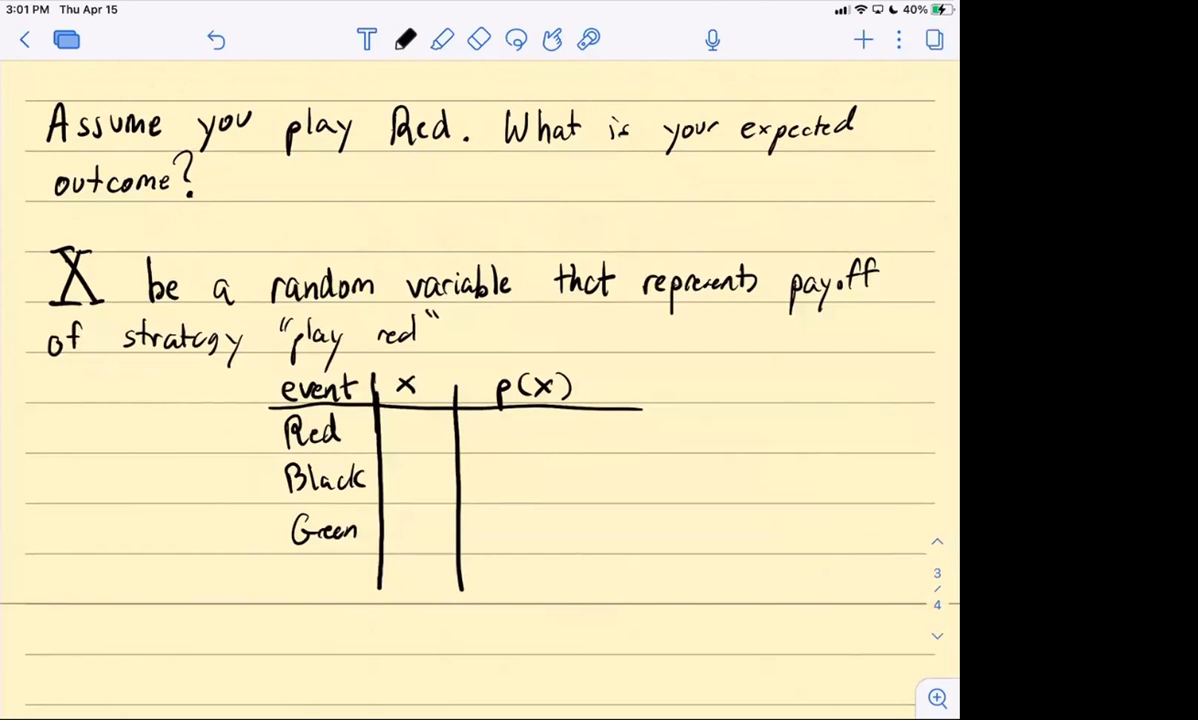 3:01 PM Thu Apr 15
40%
Assume you play Red. What is your expected
outcome?
X be a random variable that represents payoff
of strategy "play red"
event x p(x)
Red
Black
Green
3
/
4